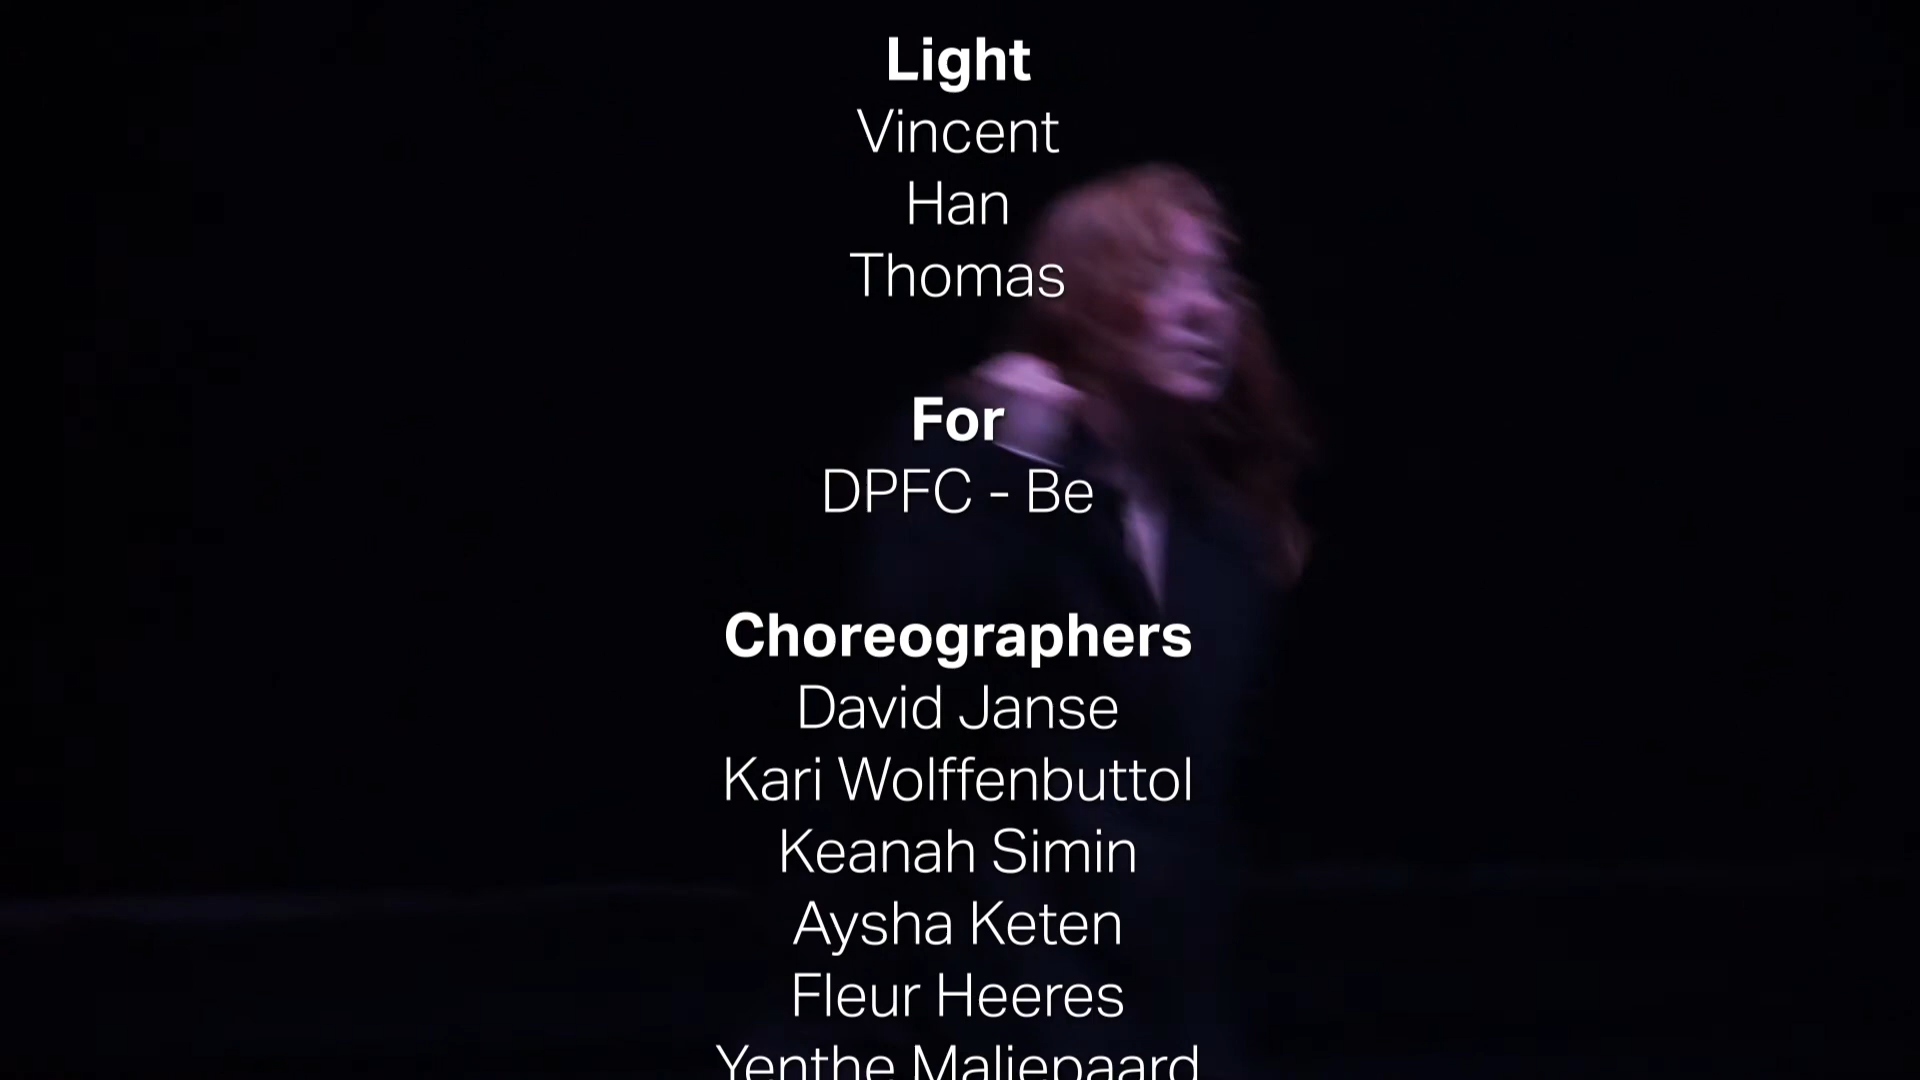 Light
Vincent
Han
Thomas
For
DPFC - Be
Choreographers
David Janse
Kari Wolffenbuttol
Keanah Simin
Aysha Keten
Fleur Heeres
Yenthe Maliepaard